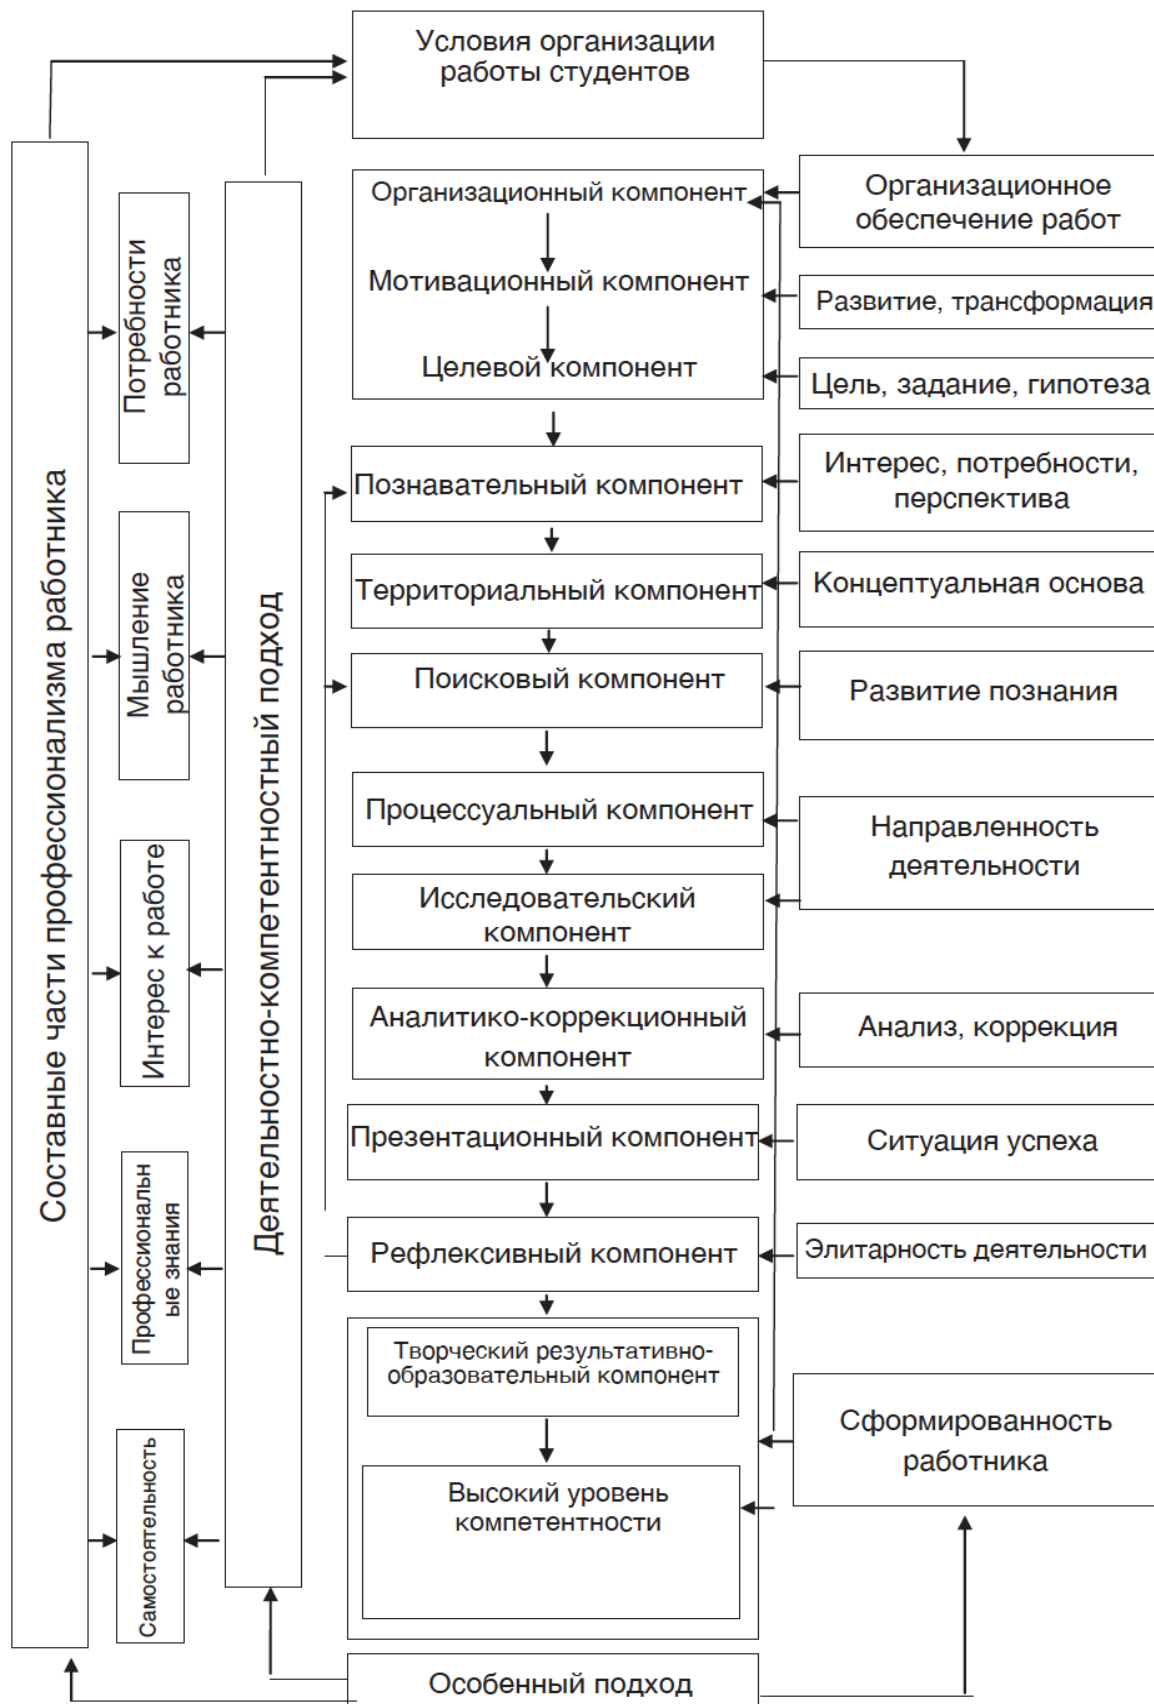 Условия организации
работы студентов
Составные части профессионализма работника
Потребности
работника
Мышление
работника
Интерес к работе
Профессиональн
ые знания
Самостоятельность
Деятельностно-компетентностный подход
Организационный компонент
Мотивационный компонент
Целевой компонент
Познавательный компонент
Территориальный компонент
Поисковый компонент
Процессуальный компонент
Исследовательский
компонент
Аналитико-коррекционный
компонент
Презентационный компонент
Рефлексивный компонент
Творческий результативно-
образовательный компонент
Высокий уровень
компетентности
Особенный подход
Организационное
обеспечение работ
Развитие, трансформация
Цель, задание, гипотеза
Интерес, потребности,
перспектива
Концептуальная основа
Развитие познания
Направленность
деятельности
Анализ, коррекция
Ситуация успеха
Элитарность деятельности
Сформированность
работника